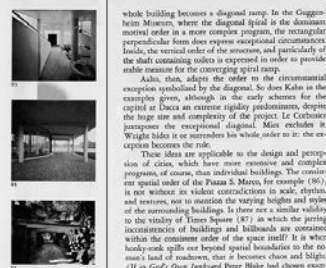 whole building becomes a diagonal ramp. In the Guggen-
heim Museum, where the diagonal spiral is the dominant
motival order in a more complex program, the rectangular
perpendicular form does express exceptional circumstances.
Inside, the vertical order of the structure, and particularly of
the shaft containing toilets is expressed in order to provide
stable measure for the converging spiral ramp.
Aalto, then, adapts the order to the circumstantial
exception symbolized by the diagonal. So does Kahn in the
examples given, although in the early schemes for the
capitol at Dacca an extreme rigidity predominates, despite
the huge size and complexity of the project. Le Corbusier
juxtaposes the exceptional diagonal. Mies excludes it.
Wright hides it or surrenders his whole order to it: the ex-
ception becomes the rule.
These ideas are applicable to the design and percep-
tion of cities, which have more extensive and complex
programs, of course, than individual buildings. The consist-
ent spatial order of the Piazza S. Marco, for example (86),
is not without its violent contradictions in scale, rhythm,
and textures, not to mention the varying heights and styles
of the surrounding buildings. Is there not a similar validity
to the vitality of Times Square (87) in which the jarring
inconsistencies of buildings and billboards are contained
within the consistent order of the space itself? It is when
honky-tonk spills out beyond spatial boundaries to the no-
man's land of roadtown, that it becomes chaos and blight.
(If in God's Own Junkyard Peter Blake had chosen